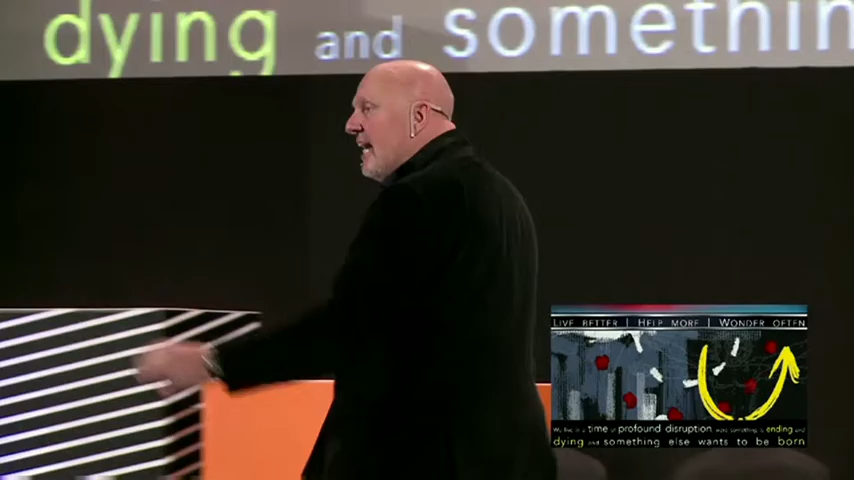 dying and somethin
LIVE BETTER | HELP MORE | WONDER OFTEN
We live in a time of profound disruption where something is ending and
dying and something else wants to be born